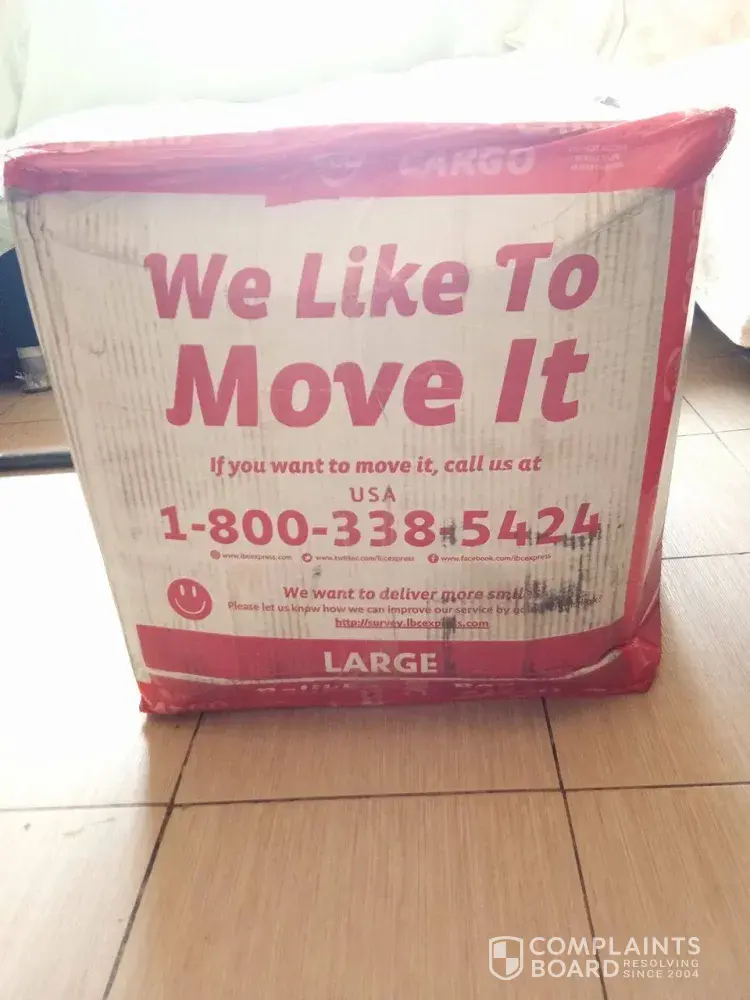 CARGO
We Like To
Move It
If you want to move it, call us at
USA
1-800-338-5424
www.lbcexpress.com www.twitter.com/lbcexpress www.facebook.com/lbcexpress
We want to deliver more
Please let us know how we can improve our service by
http://survey.lbcexpress.com
LARGE
COMPLAINTS
BOARD RESOLVING
SINCE 2004